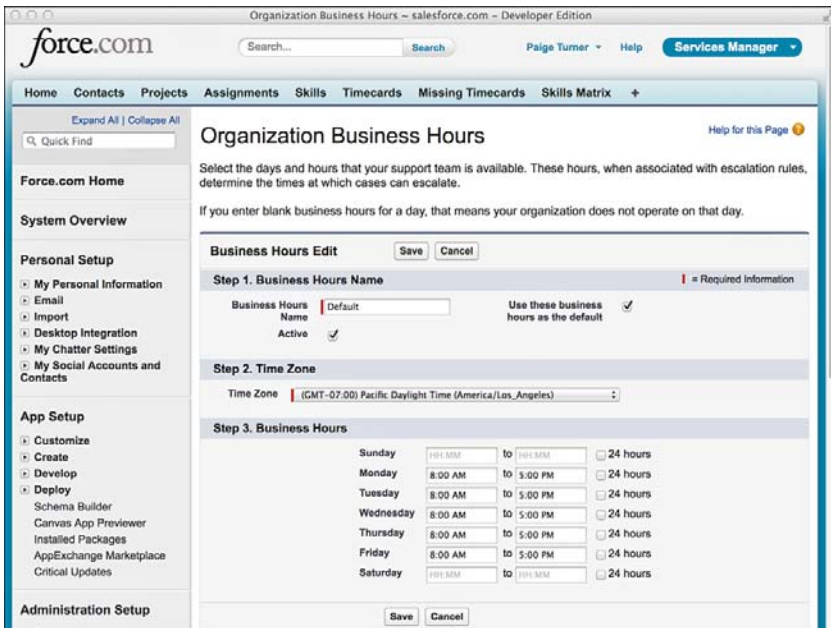 Organization Business Hours ~ salesforce.com – Developer Edition
force.com
Search...
Search
Paige Turner
Help
Services Manager
Home Contacts Projects Assignments Skills Timecards Missing Timecards Skills Matrix +
Expand All | Collapse All
Quick Find
Force.com Home
System Overview
Personal Setup
My Personal Information
Email
Import
Desktop Integration
My Chatter Settings
My Social Accounts and
Contacts
App Setup
Customize
Create
Develop
Deploy
Schema Builder
Canvas App Previewer
Installed Packages
AppExchange Marketplace
Critical Updates
Administration Setup
Organization Business Hours
Help for this Page ?
Select the days and hours that your support team is available. These hours, when associated with escalation rules,
determine the times at which cases can escalate.
If you enter blank business hours for a day, that means your organization does not operate on that day.
Business Hours Edit Save Cancel
Step 1. Business Hours Name = Required Information
Business Hours
Name
Default
Use these business
hours as the default
Active
Step 2. Time Zone
Time Zone (GMT-07:00) Pacific Daylight Time (America/Los_Angeles)
Step 3. Business Hours
Sunday HH:MM to HH:MM 24 hours
Monday 8:00 AM to 5:00 PM 24 hours
Tuesday 8:00 AM to 5:00 PM 24 hours
Wednesday 8:00 AM to 5:00 PM 24 hours
Thursday 8:00 AM to 5:00 PM 24 hours
Friday 8:00 AM to 5:00 PM 24 hours
Saturday HH:MM to HH:MM 24 hours
Save Cancel